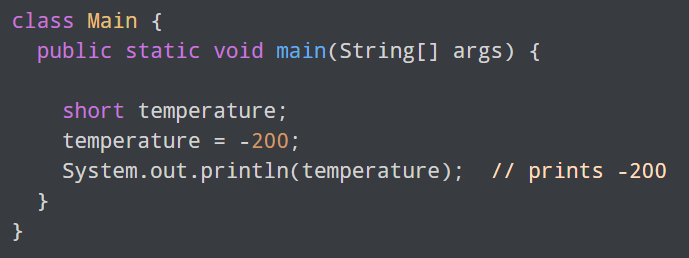 class Main {
  public static void main(String[] args) {

    short temperature;
    temperature = -200;
    System.out.println(temperature);  // prints -200
  }
}